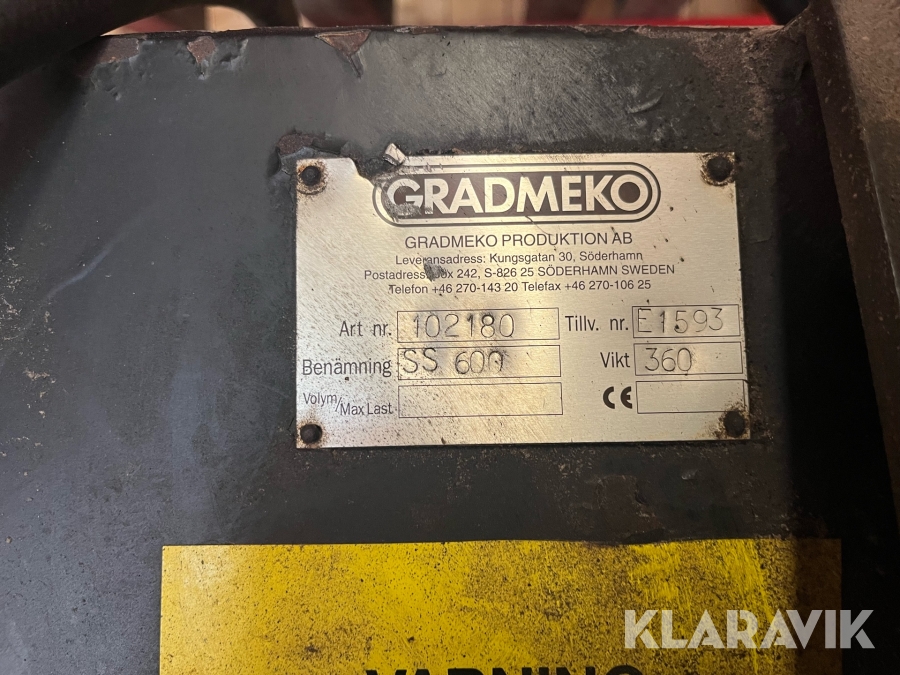 GRADMEKO
GRADMEKO PRODUKTION AB
Leveransadress: Kungsgatan 30, Söderhamn
242, S-826 25 SÖDERHAMN SWEDEN
Telefon +46 270-143 20 Telefax +46 270-106 25
Art nr. 102180 Tillv. nr. E1593
Benämning SS 600 Vikt 360
Volym/Max Last CE
VARNING
KLARAVIK